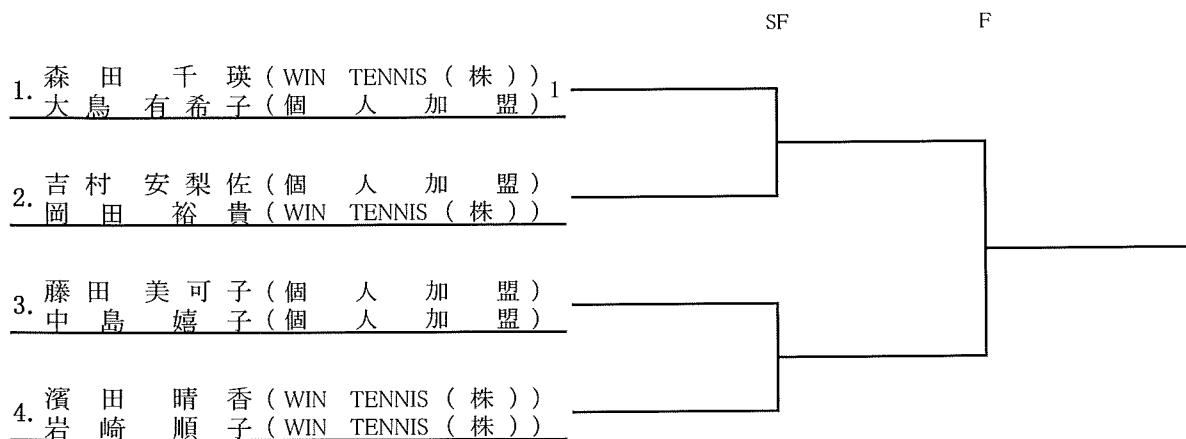 SF F
1. 森田 千瑛 (WIN TENNIS (株)) 1
大鳥 有希子 (個人加盟)
2. 吉村 安梨佐 (個人加盟)
岡田 裕貴 (WIN TENNIS (株))
3. 藤田 美可子 (個人加盟)
中島 嬉子 (個人加盟)
4. 濱田 晴香 (WIN TENNIS (株))
岩崎 順子 (WIN TENNIS (株))